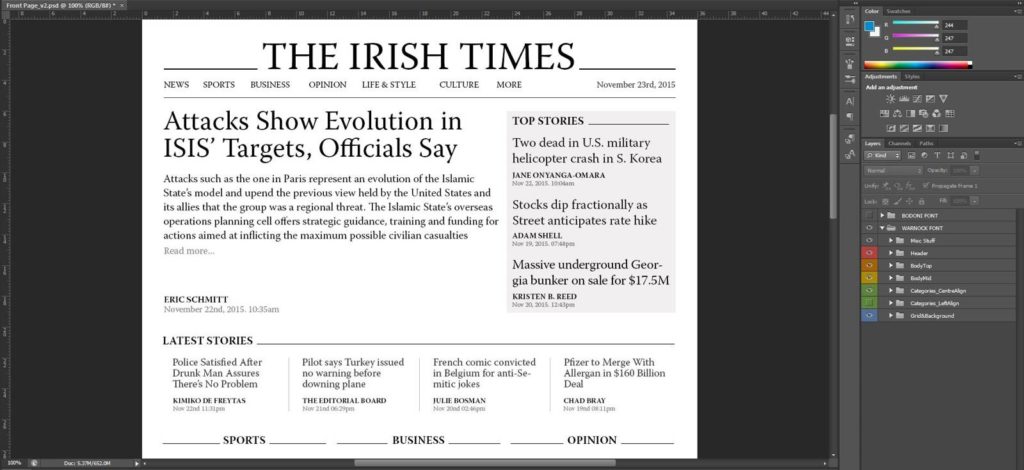 Front Page_v2.psd @ 100% (RGB/8#) *
THE IRISH TIMES
NEWS SPORTS BUSINESS OPINION LIFE & STYLE CULTURE MORE November 23rd, 2015
Attacks Show Evolution in
ISIS’ Targets, Officials Say
Attacks such as the one in Paris represent an evolution of the Islamic
State’s model and upend the previous view held by the United States and
its allies that the group was a regional threat. The Islamic State’s overseas
operations planning cell offers strategic guidance, training and funding for
actions aimed at inflicting the maximum possible civilian casualties
Read more...
ERIC SCHMITT
November 22nd, 2015. 10:35am
TOP STORIES
Two dead in U.S. military
helicopter crash in S. Korea
JANE ONYANGA-OMARA
Nov 22, 2015. 10:04am
Stocks dip fractionally as
Street anticipates rate hike
ADAM SHELL
Nov 19, 2015. 07:48pm
Massive underground Geor-
gia bunker on sale for $17.5M
KRISTEN B. REED
Nov 20, 2015. 12:43pm
LATEST STORIES
Police Satisfied After
Drunk Man Assures
There’s No Problem
KIMIKO DE FREYTAS
Nov 22nd 11:31pm
Pilot says Turkey issued
no warning before
downing plane
THE EDITORIAL BOARD
Nov 21nd 06:29pm
French comic convicted
in Belgium for anti-Se-
mitic jokes
JULIE BOSMAN
Nov 20nd 02:46pm
Pfizer to Merge With
Allergan in $160 Billion
Deal
CHAD BRAY
Nov 19nd 08:11pm
SPORTS BUSINESS OPINION
100% Doc: 5.37M/652.0M
Color Swatches
R 244
G 247
B 247
Adjustments Styles
Add an adjustment
Layers Channels Paths
Kind
Normal Opacity: 100%
Unify: Propagate Frame 1
Lock: Fill: 100%
BODONI FONT
WARNOCK FONT
Misc Stuff
Header
BodyTop
BodyMid
Categories_CentreAlign
Categories_LeftAlign
Grid&Background